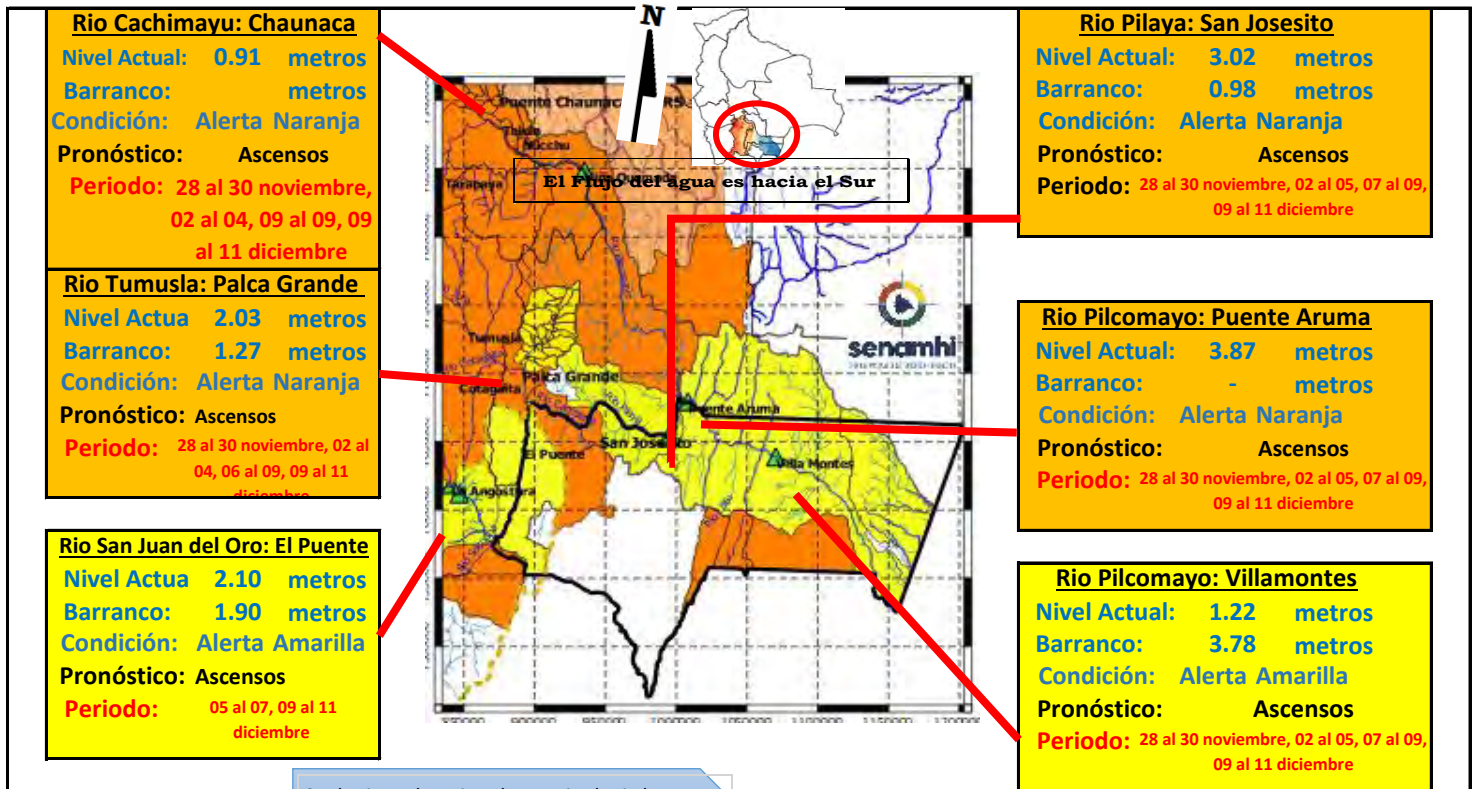 Rio Cachimayu: Chaunaca
Nivel Actual: 0.91 metros
Barranco: metros
Condición: Alerta Naranja
Pronóstico: Ascensos
Periodo: 28 al 30 noviembre,
02 al 04, 09 al 09, 09
al 11 diciembre
Rio Tumusla: Palca Grande
Nivel Actua 2.03 metros
Barranco: 1.27 metros
Condición: Alerta Naranja
Pronóstico: Ascensos
Periodo: 28 al 30 noviembre, 02 al
04, 06 al 09, 09 al 11
diciembre
Rio San Juan del Oro: El Puente
Nivel Actua 2.10 metros
Barranco: 1.90 metros
Condición: Alerta Amarilla
Pronóstico: Ascensos
Periodo: 05 al 07, 09 al 11
diciembre
N
Puente Chaunaca
Tarabaya
El Flujo del agua es hacia el Sur
senamhi
Tumusla
Palca Grande
Cotagaita
Puente Aruma
San Josesito
El Puente
Villa Montes
Angostura
900000
1050000
1100000
1150000
Rio Pilaya: San Josesito
Nivel Actual: 3.02 metros
Barranco: 0.98 metros
Condición: Alerta Naranja
Pronóstico: Ascensos
Periodo: 28 al 30 noviembre, 02 al 05, 07 al 09,
09 al 11 diciembre
Rio Pilcomayo: Puente Aruma
Nivel Actual: 3.87 metros
Barranco: - metros
Condición: Alerta Naranja
Pronóstico: Ascensos
Periodo: 28 al 30 noviembre, 02 al 05, 07 al 09,
09 al 11 diciembre
Rio Pilcomayo: Villamontes
Nivel Actual: 1.22 metros
Barranco: 3.78 metros
Condición: Alerta Amarilla
Pronóstico: Ascensos
Periodo: 28 al 30 noviembre, 02 al 05, 07 al 09,
09 al 11 diciembre